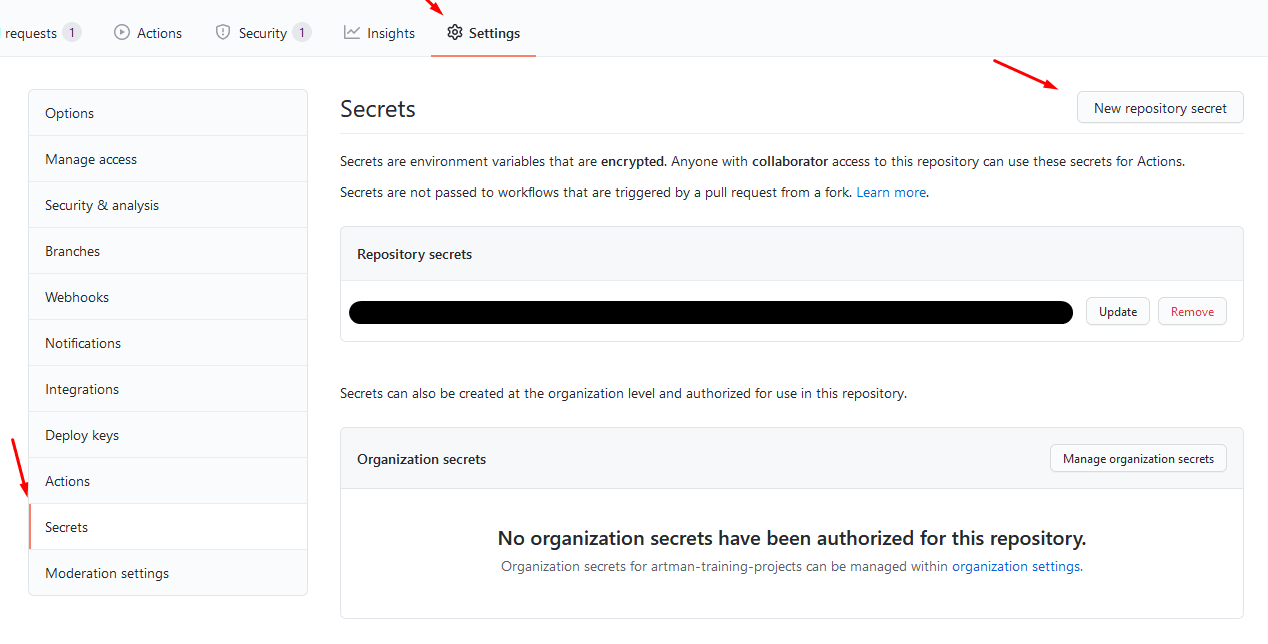 requests 1 Actions Security 1 Insights Settings
Options
Manage access
Security & analysis
Branches
Webhooks
Notifications
Integrations
Deploy keys
Actions
Secrets
Moderation settings
Secrets
New repository secret
Secrets are environment variables that are encrypted. Anyone with collaborator access to this repository can use these secrets for Actions.
Secrets are not passed to workflows that are triggered by a pull request from a fork. Learn more.
Repository secrets
Update Remove
Secrets can also be created at the organization level and authorized for use in this repository.
Organization secrets
Manage organization secrets
No organization secrets have been authorized for this repository.
Organization secrets for artman-training-projects can be managed within organization settings.